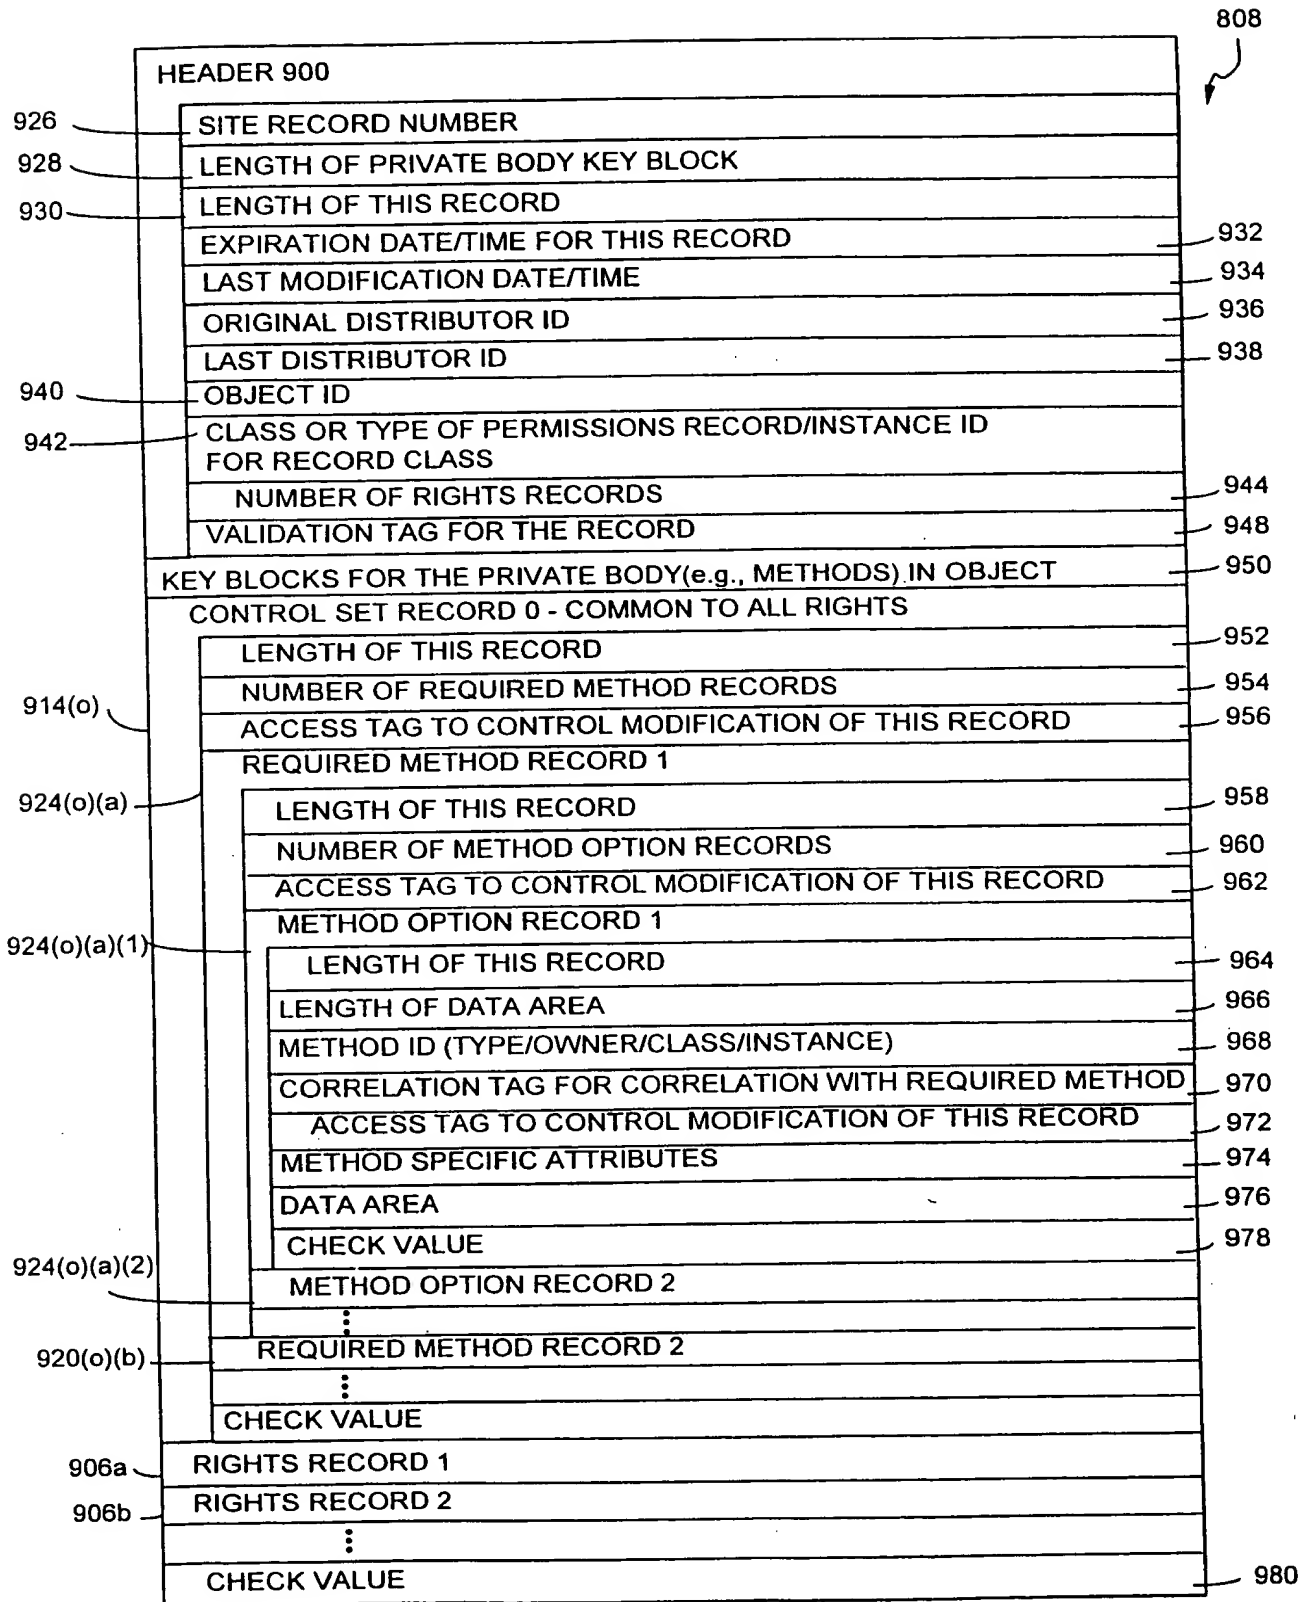 808
HEADER 900
926 SITE RECORD NUMBER
928 LENGTH OF PRIVATE BODY KEY BLOCK
930 LENGTH OF THIS RECORD
EXPIRATION DATE/TIME FOR THIS RECORD 932
LAST MODIFICATION DATE/TIME 934
ORIGINAL DISTRIBUTOR ID 936
LAST DISTRIBUTOR ID 938
940 OBJECT ID
942 CLASS OR TYPE OF PERMISSIONS RECORD/INSTANCE ID
FOR RECORD CLASS
NUMBER OF RIGHTS RECORDS 944
VALIDATION TAG FOR THE RECORD 948
KEY BLOCKS FOR THE PRIVATE BODY(e.g., METHODS) IN OBJECT 950
CONTROL SET RECORD 0 - COMMON TO ALL RIGHTS
LENGTH OF THIS RECORD 952
NUMBER OF REQUIRED METHOD RECORDS 954
914(o) ACCESS TAG TO CONTROL MODIFICATION OF THIS RECORD 956
REQUIRED METHOD RECORD 1
924(o)(a) LENGTH OF THIS RECORD 958
NUMBER OF METHOD OPTION RECORDS 960
ACCESS TAG TO CONTROL MODIFICATION OF THIS RECORD 962
METHOD OPTION RECORD 1
924(o)(a)(1) LENGTH OF THIS RECORD 964
LENGTH OF DATA AREA 966
METHOD ID (TYPE/OWNER/CLASS/INSTANCE) 968
CORRELATION TAG FOR CORRELATION WITH REQUIRED METHOD 970
ACCESS TAG TO CONTROL MODIFICATION OF THIS RECORD 972
METHOD SPECIFIC ATTRIBUTES 974
DATA AREA 976
CHECK VALUE 978
924(o)(a)(2) METHOD OPTION RECORD 2
920(o)(b) REQUIRED METHOD RECORD 2
CHECK VALUE
906a RIGHTS RECORD 1
906b RIGHTS RECORD 2
CHECK VALUE 980